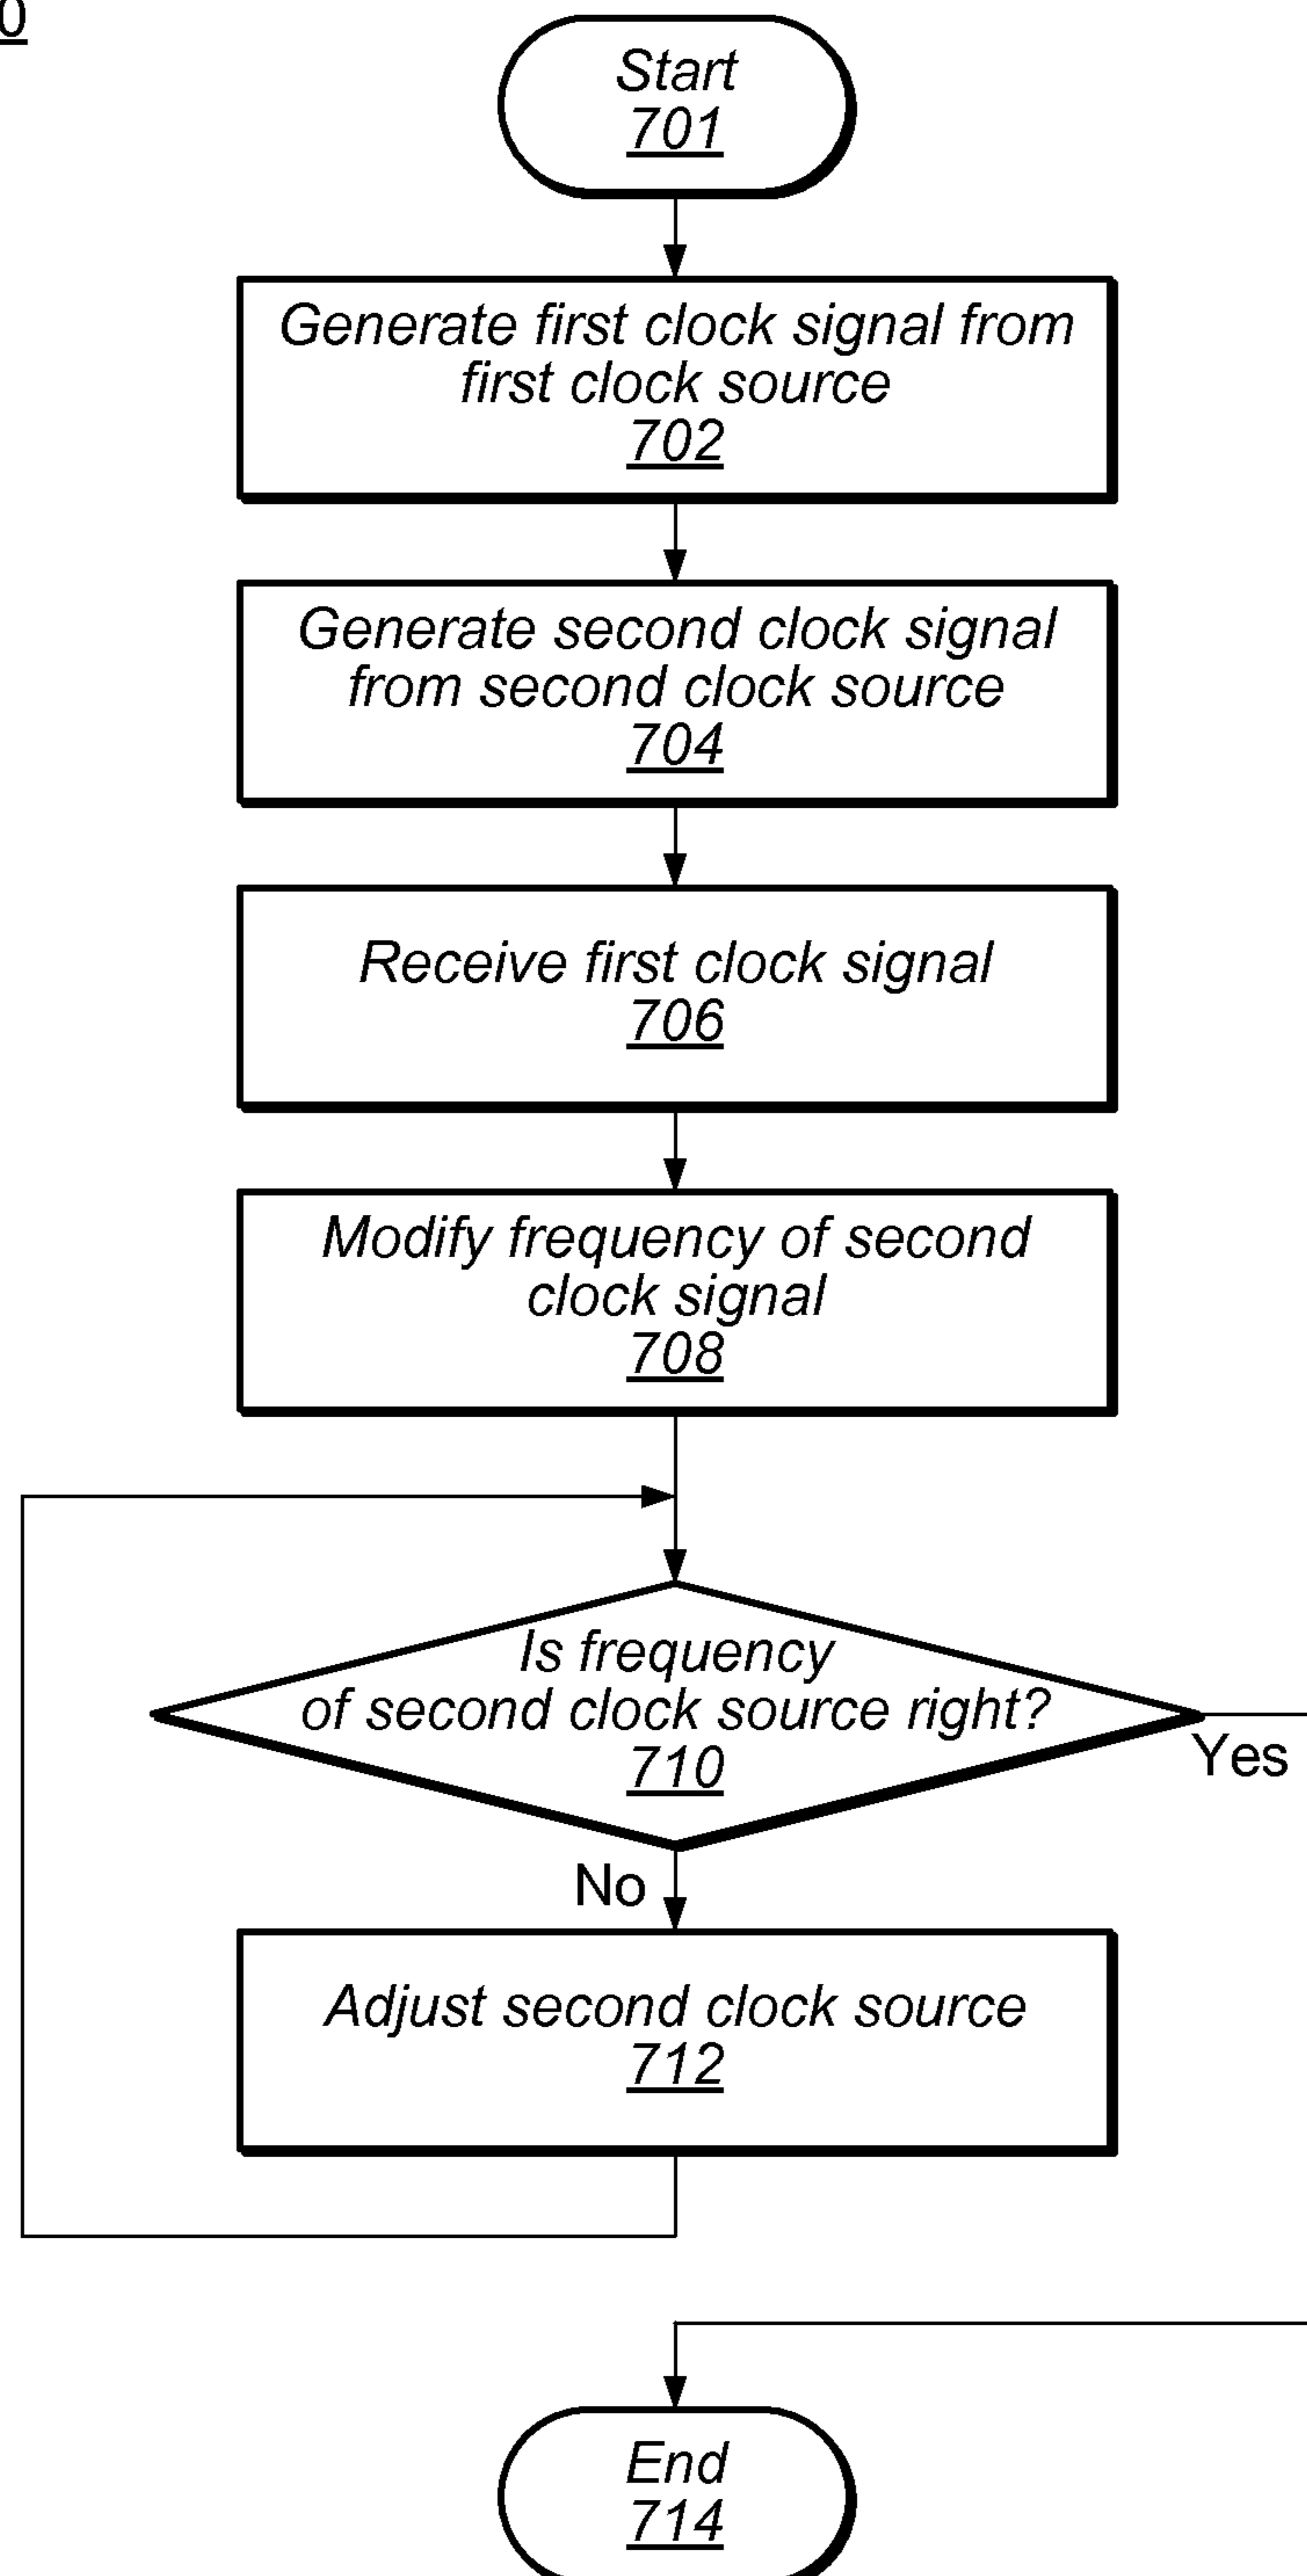 0
Start
701
Generate first clock signal from
first clock source
702
Generate second clock signal
from second clock source
704
Receive first clock signal
706
Modify frequency of second
clock signal
708
Is frequency
of second clock source right?
710
Yes
No
Adjust second clock source
712
End
714